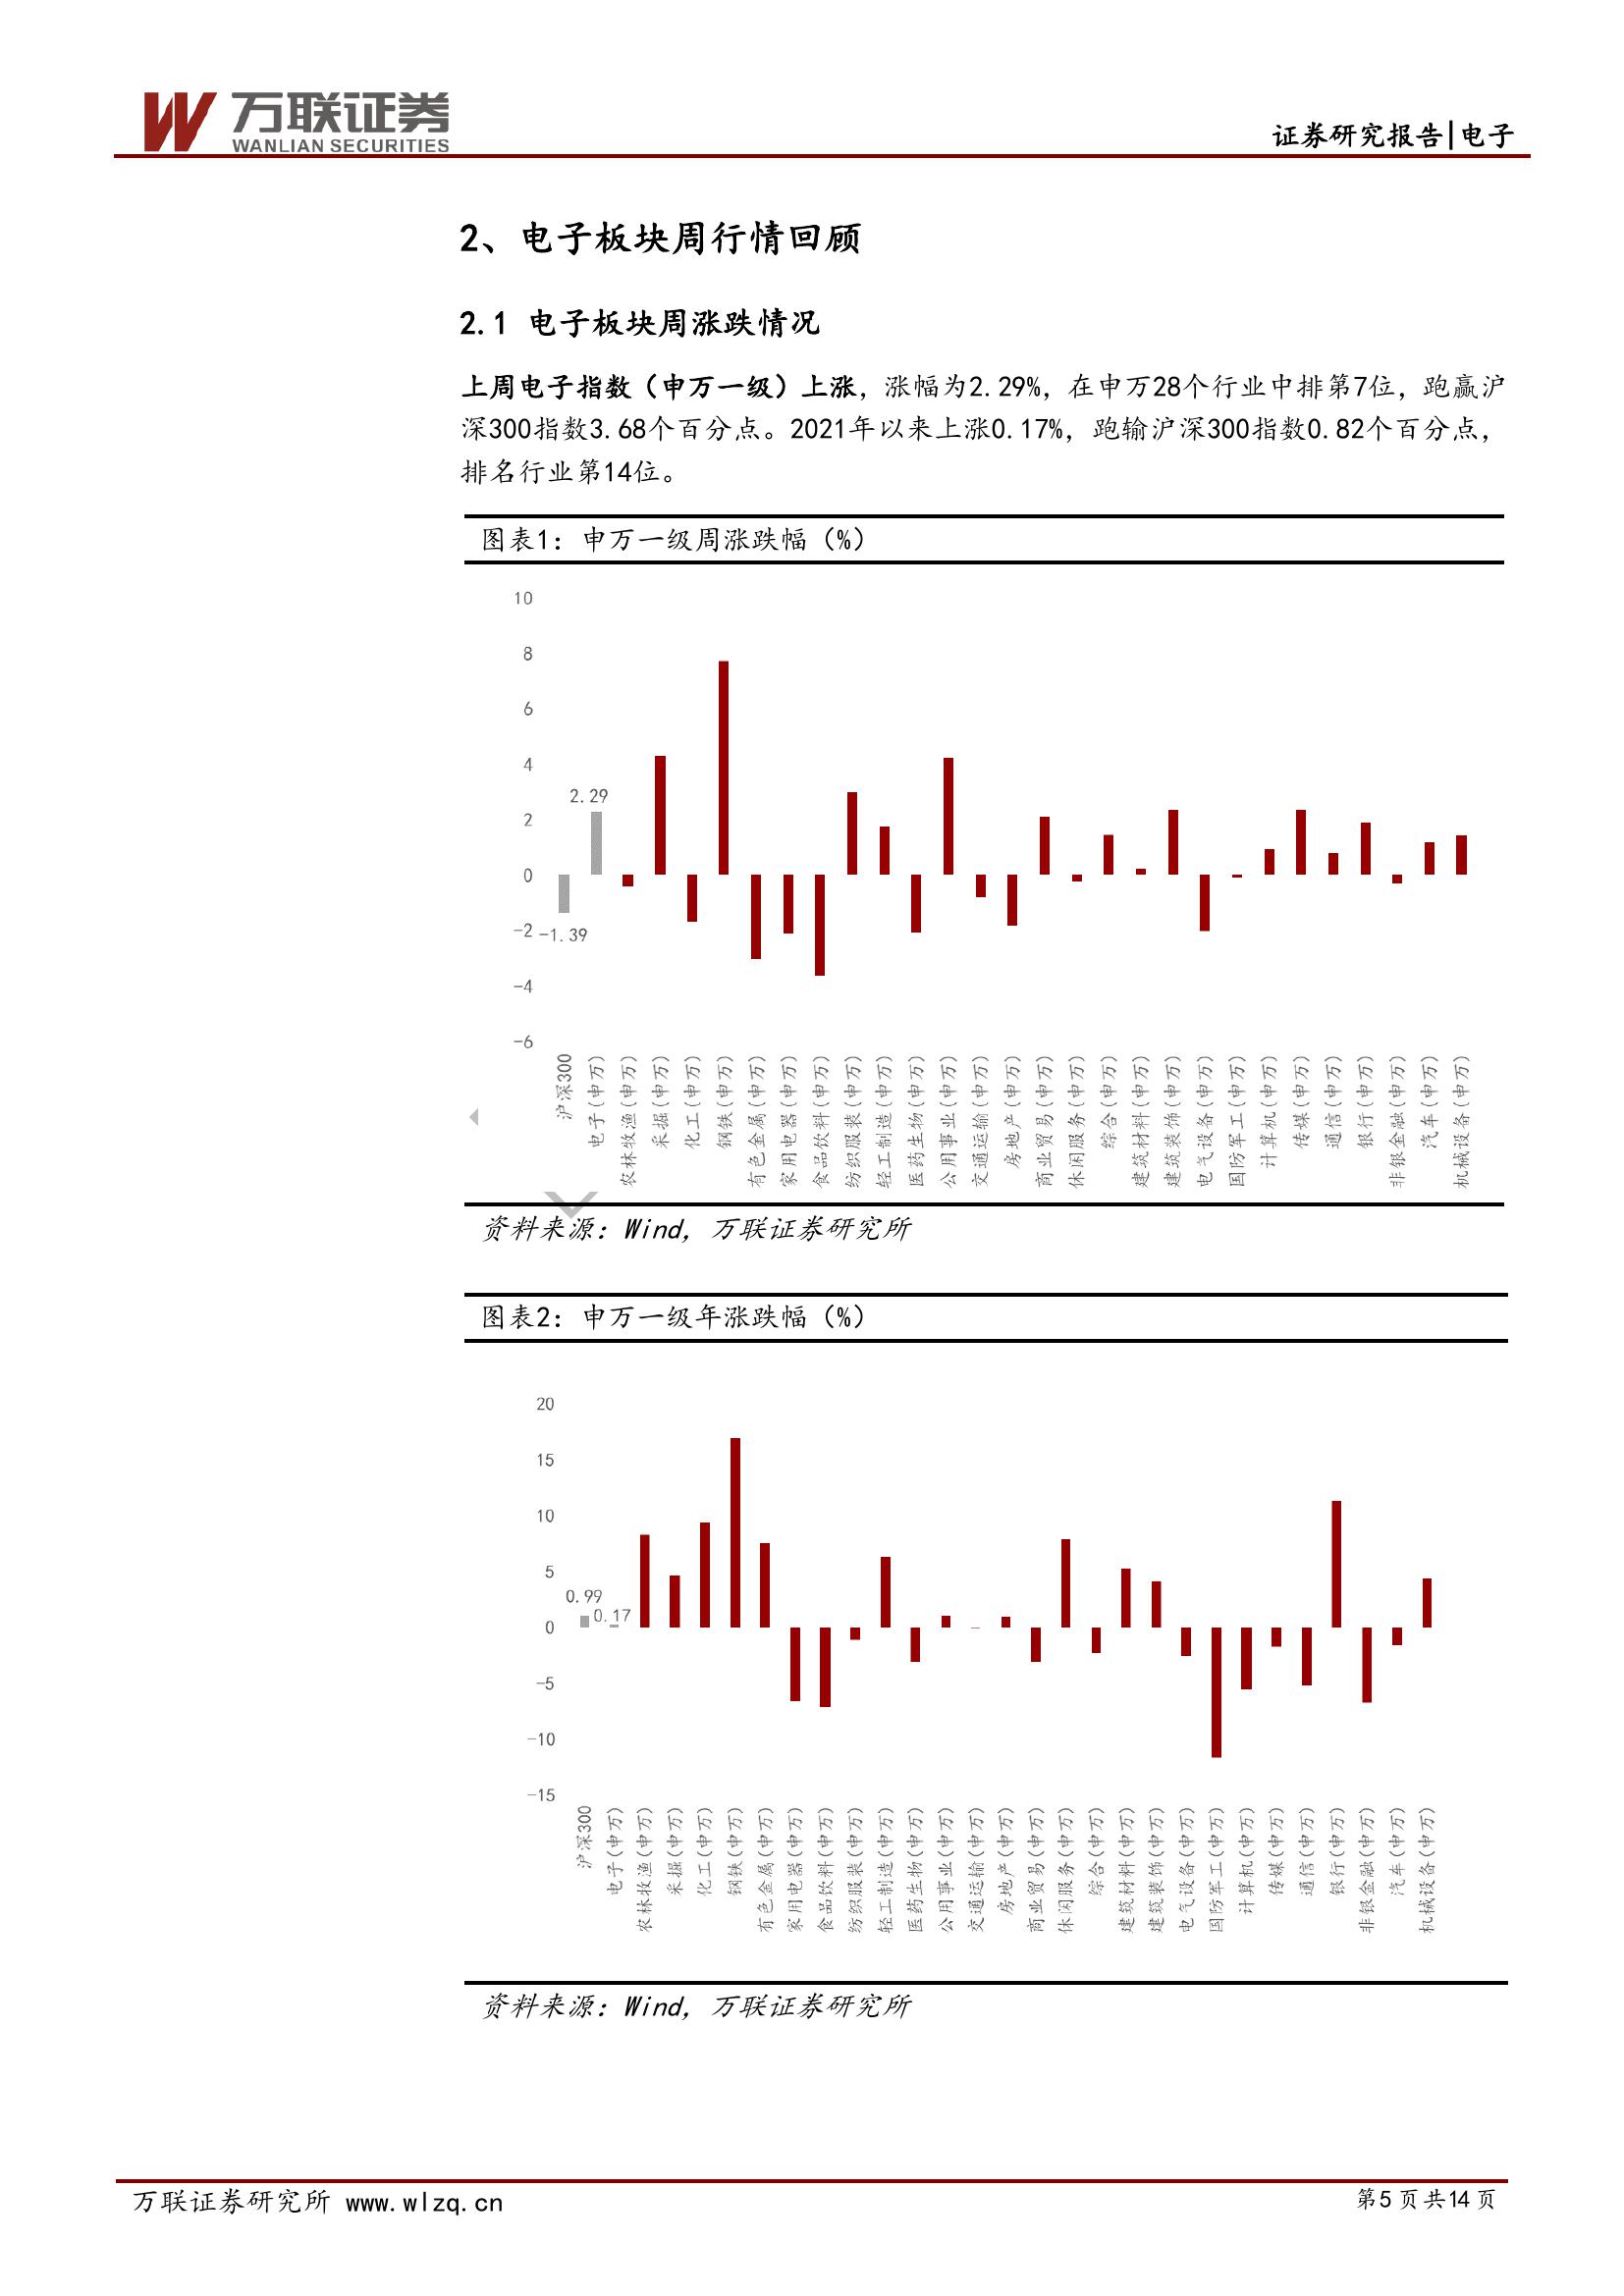 万联证券
WANLIAN SECURITIES
证券研究报告|电子
2、电子板块周行情回顾
2.1 电子板块周涨跌情况
上周电子指数（申万一级）上涨，涨幅为2.29%，在申万28个行业中排第7位，跑赢沪
深300指数3.68个百分点。2021年以来上涨0.17%，跑输沪深300指数0.82个百分点，
排名行业第14位。
图表1：申万一级周涨跌幅（%）
10
8
6
4
2
0
-2
-4
-6
2.29
-1.39
沪深300
电子(申万)
农林牧渔(申万)
采掘(申万)
化工(申万)
钢铁(申万)
有色金属(申万)
家用电器(申万)
食品饮料(申万)
纺织服装(申万)
轻工制造(申万)
医药生物(申万)
公用事业(申万)
交通运输(申万)
房地产(申万)
商业贸易(申万)
休闲服务(申万)
综合(申万)
建筑材料(申万)
建筑装饰(申万)
电气设备(申万)
国防军工(申万)
计算机(申万)
传媒(申万)
通信(申万)
银行(申万)
非银金融(申万)
汽车(申万)
机械设备(申万)
资料来源：Wind，万联证券研究所
图表2：申万一级年涨跌幅（%）
20
15
10
5
0
-5
-10
-15
0.99
0.17
沪深300
电子(申万)
农林牧渔(申万)
采掘(申万)
化工(申万)
钢铁(申万)
有色金属(申万)
家用电器(申万)
食品饮料(申万)
纺织服装(申万)
轻工制造(申万)
医药生物(申万)
公用事业(申万)
交通运输(申万)
房地产(申万)
商业贸易(申万)
休闲服务(申万)
综合(申万)
建筑材料(申万)
建筑装饰(申万)
电气设备(申万)
国防军工(申万)
计算机(申万)
传媒(申万)
通信(申万)
银行(申万)
非银金融(申万)
汽车(申万)
机械设备(申万)
资料来源：Wind，万联证券研究所
万联证券研究所 www.wlzq.cn
第5页共14页